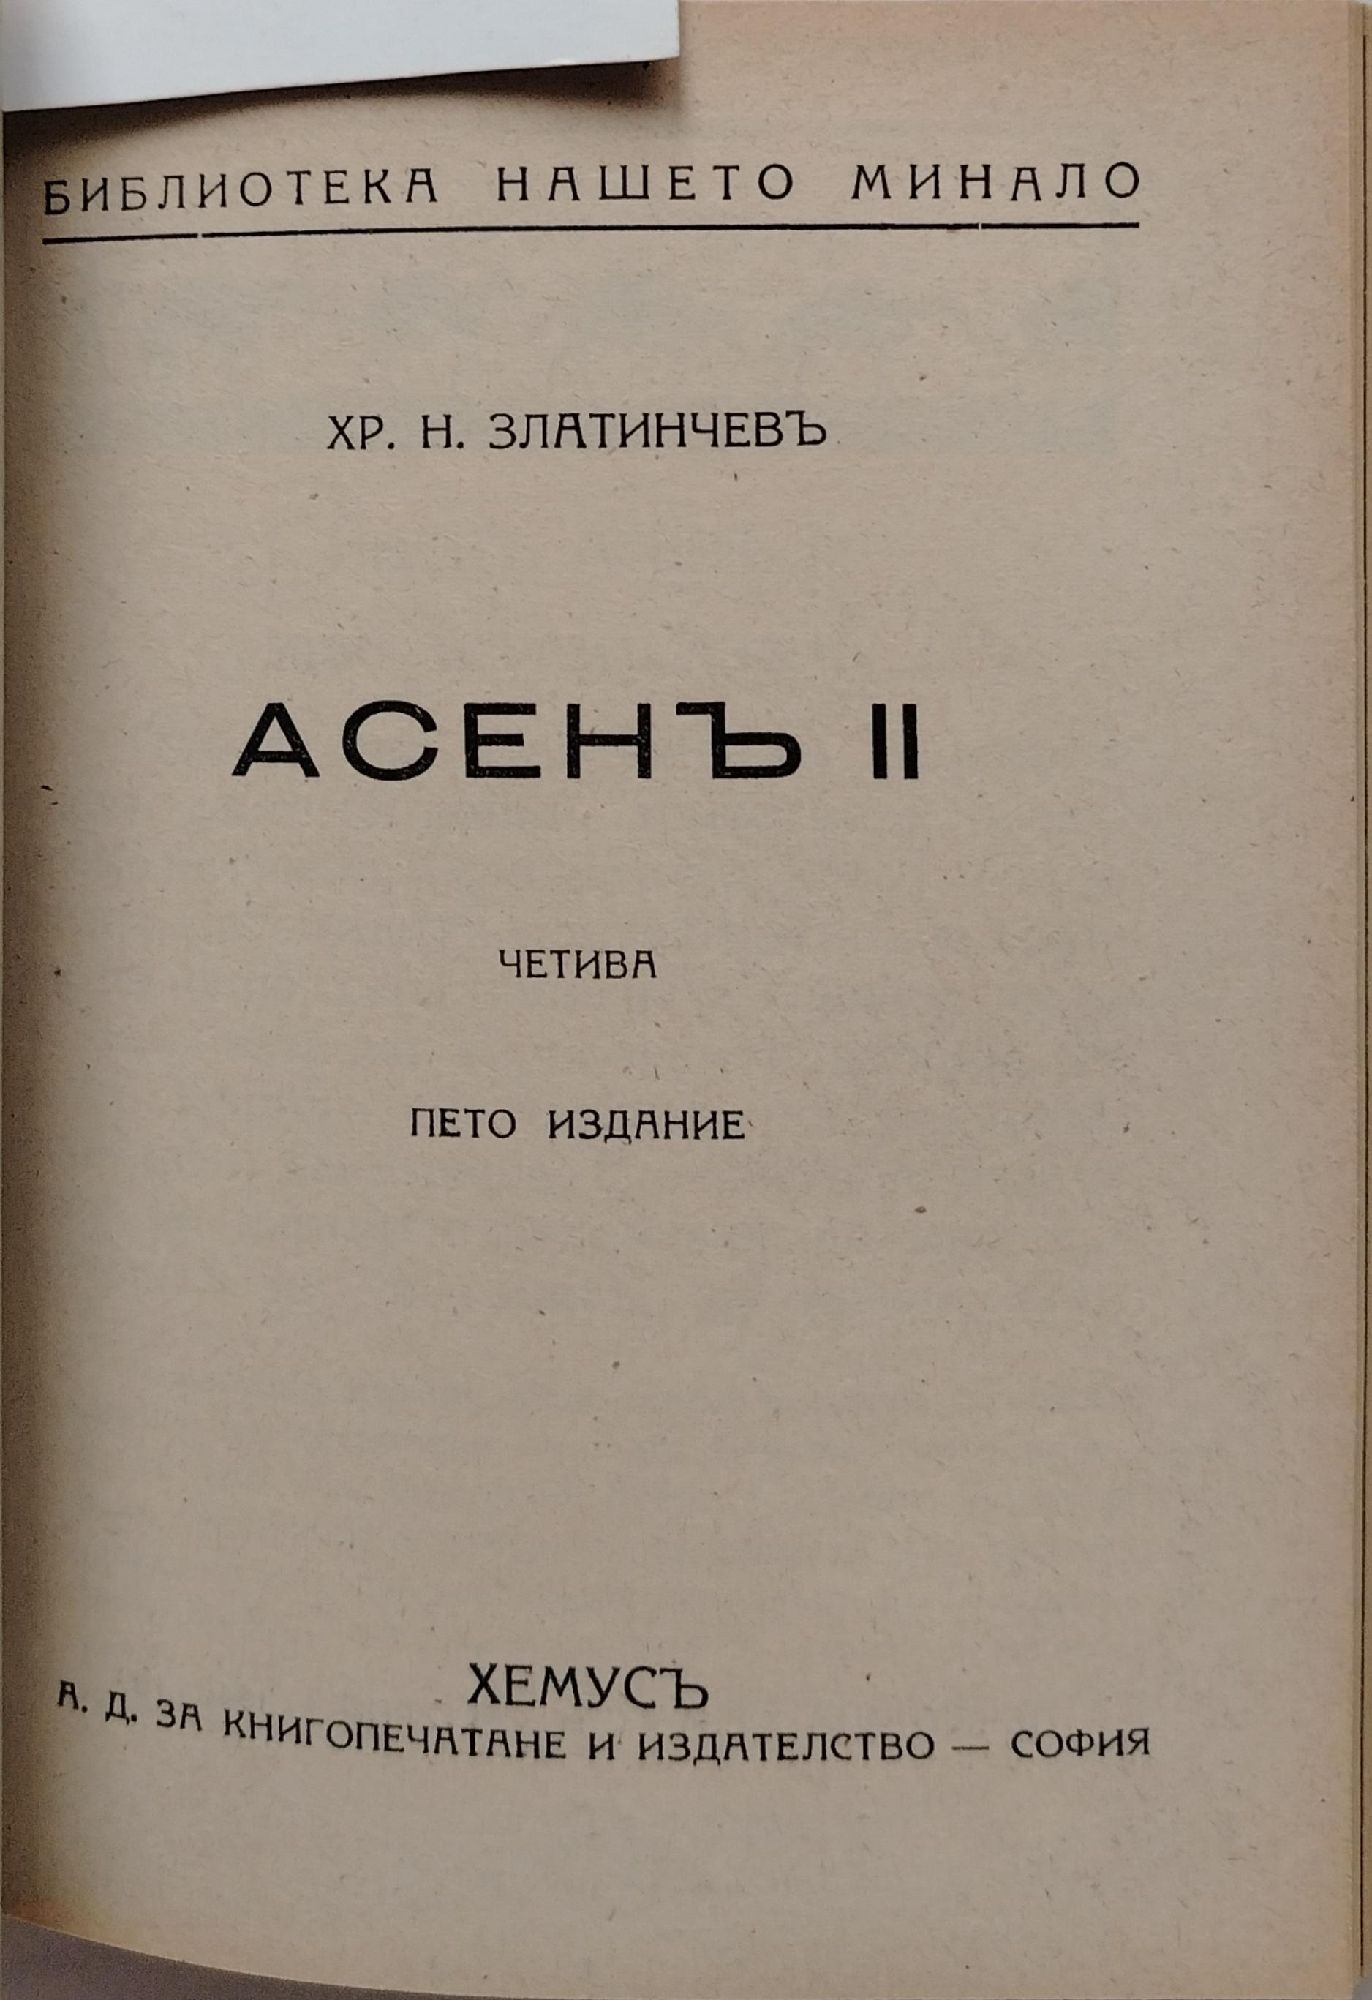 БИБЛИОТЕКА НАШЕТО МИНАЛО
ХР. Н. ЗЛАТИНЧЕВЪ
АСЕНЪ II
ЧЕТИВА
ПЕТО ИЗДАНИЕ
ХЕМУСЪ
А. Д. ЗА КНИГОПЕЧАТАНЕ И ИЗДАТЕЛСТВО — СОФИЯ